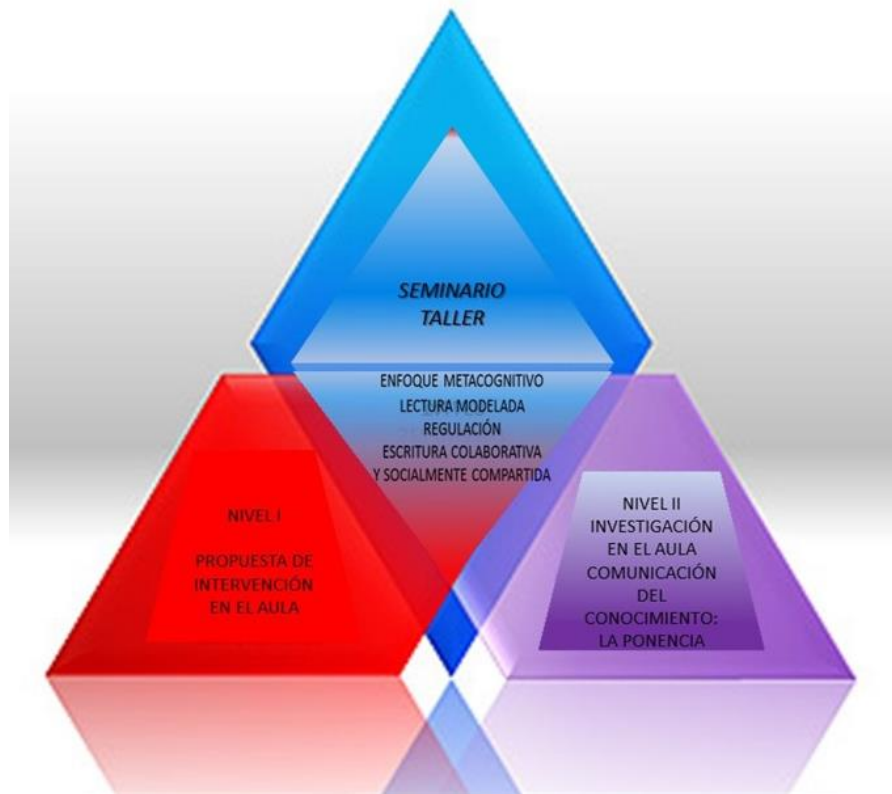 SEMINARIO
TALLER
ENFOQUE METACOGNITIVO
LECTURA MODELADA
REGULACIÓN
ESCRITURA COLABORATIVA
Y SOCIALMENTE COMPARTIDA
NIVEL I
PROPUESTA DE
INTERVENCIÓN
EN EL AULA
NIVEL II
INVESTIGACIÓN
EN EL AULA
COMUNICACIÓN
DEL
CONOCIMIENTO:
LA PONENCIA